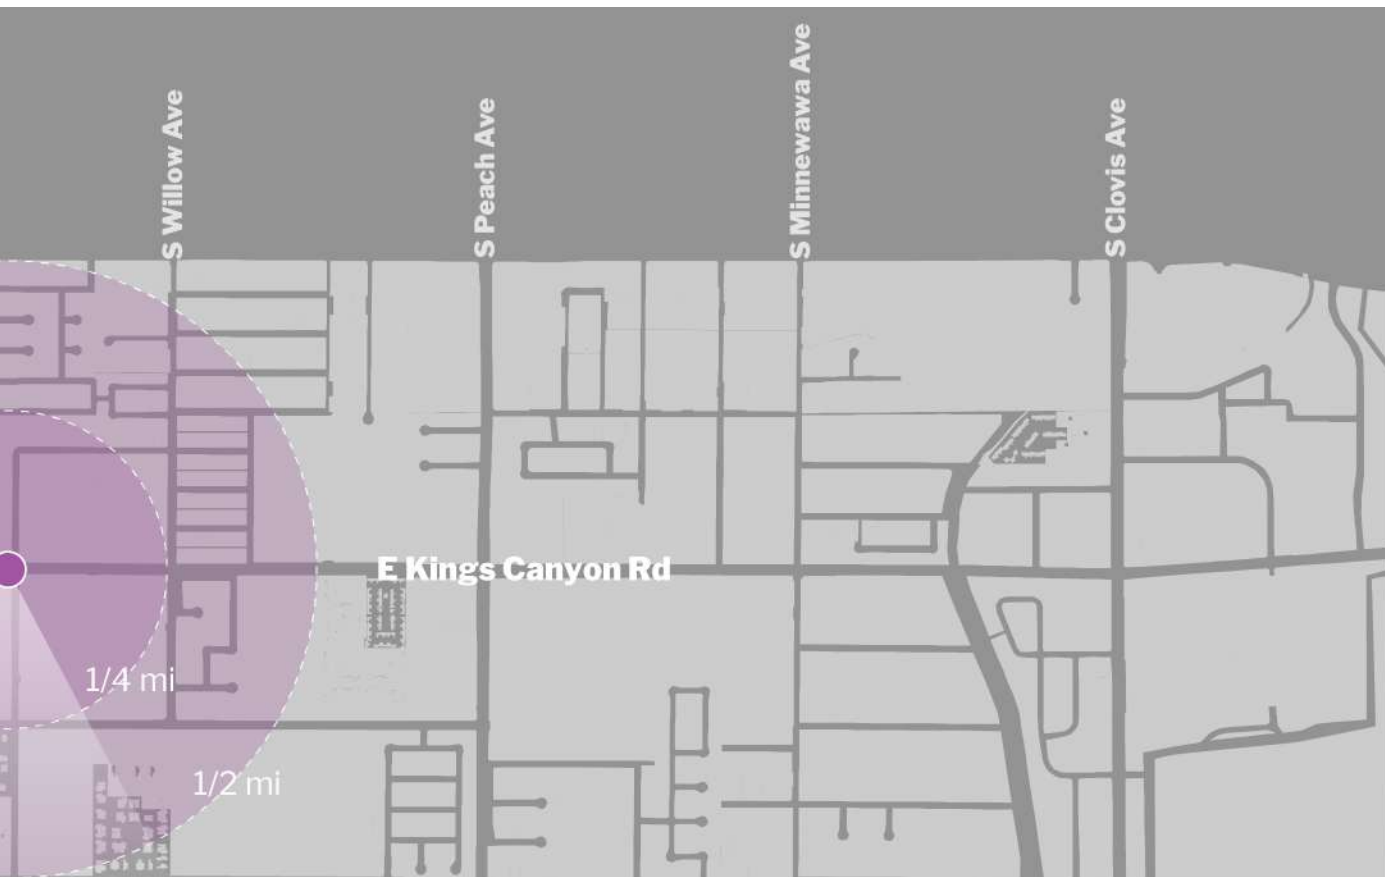 S Willow Ave
S Peach Ave
S Minnewawa Ave
S Clovis Ave
E Kings Canyon Rd
1/4 mi
1/2 mi